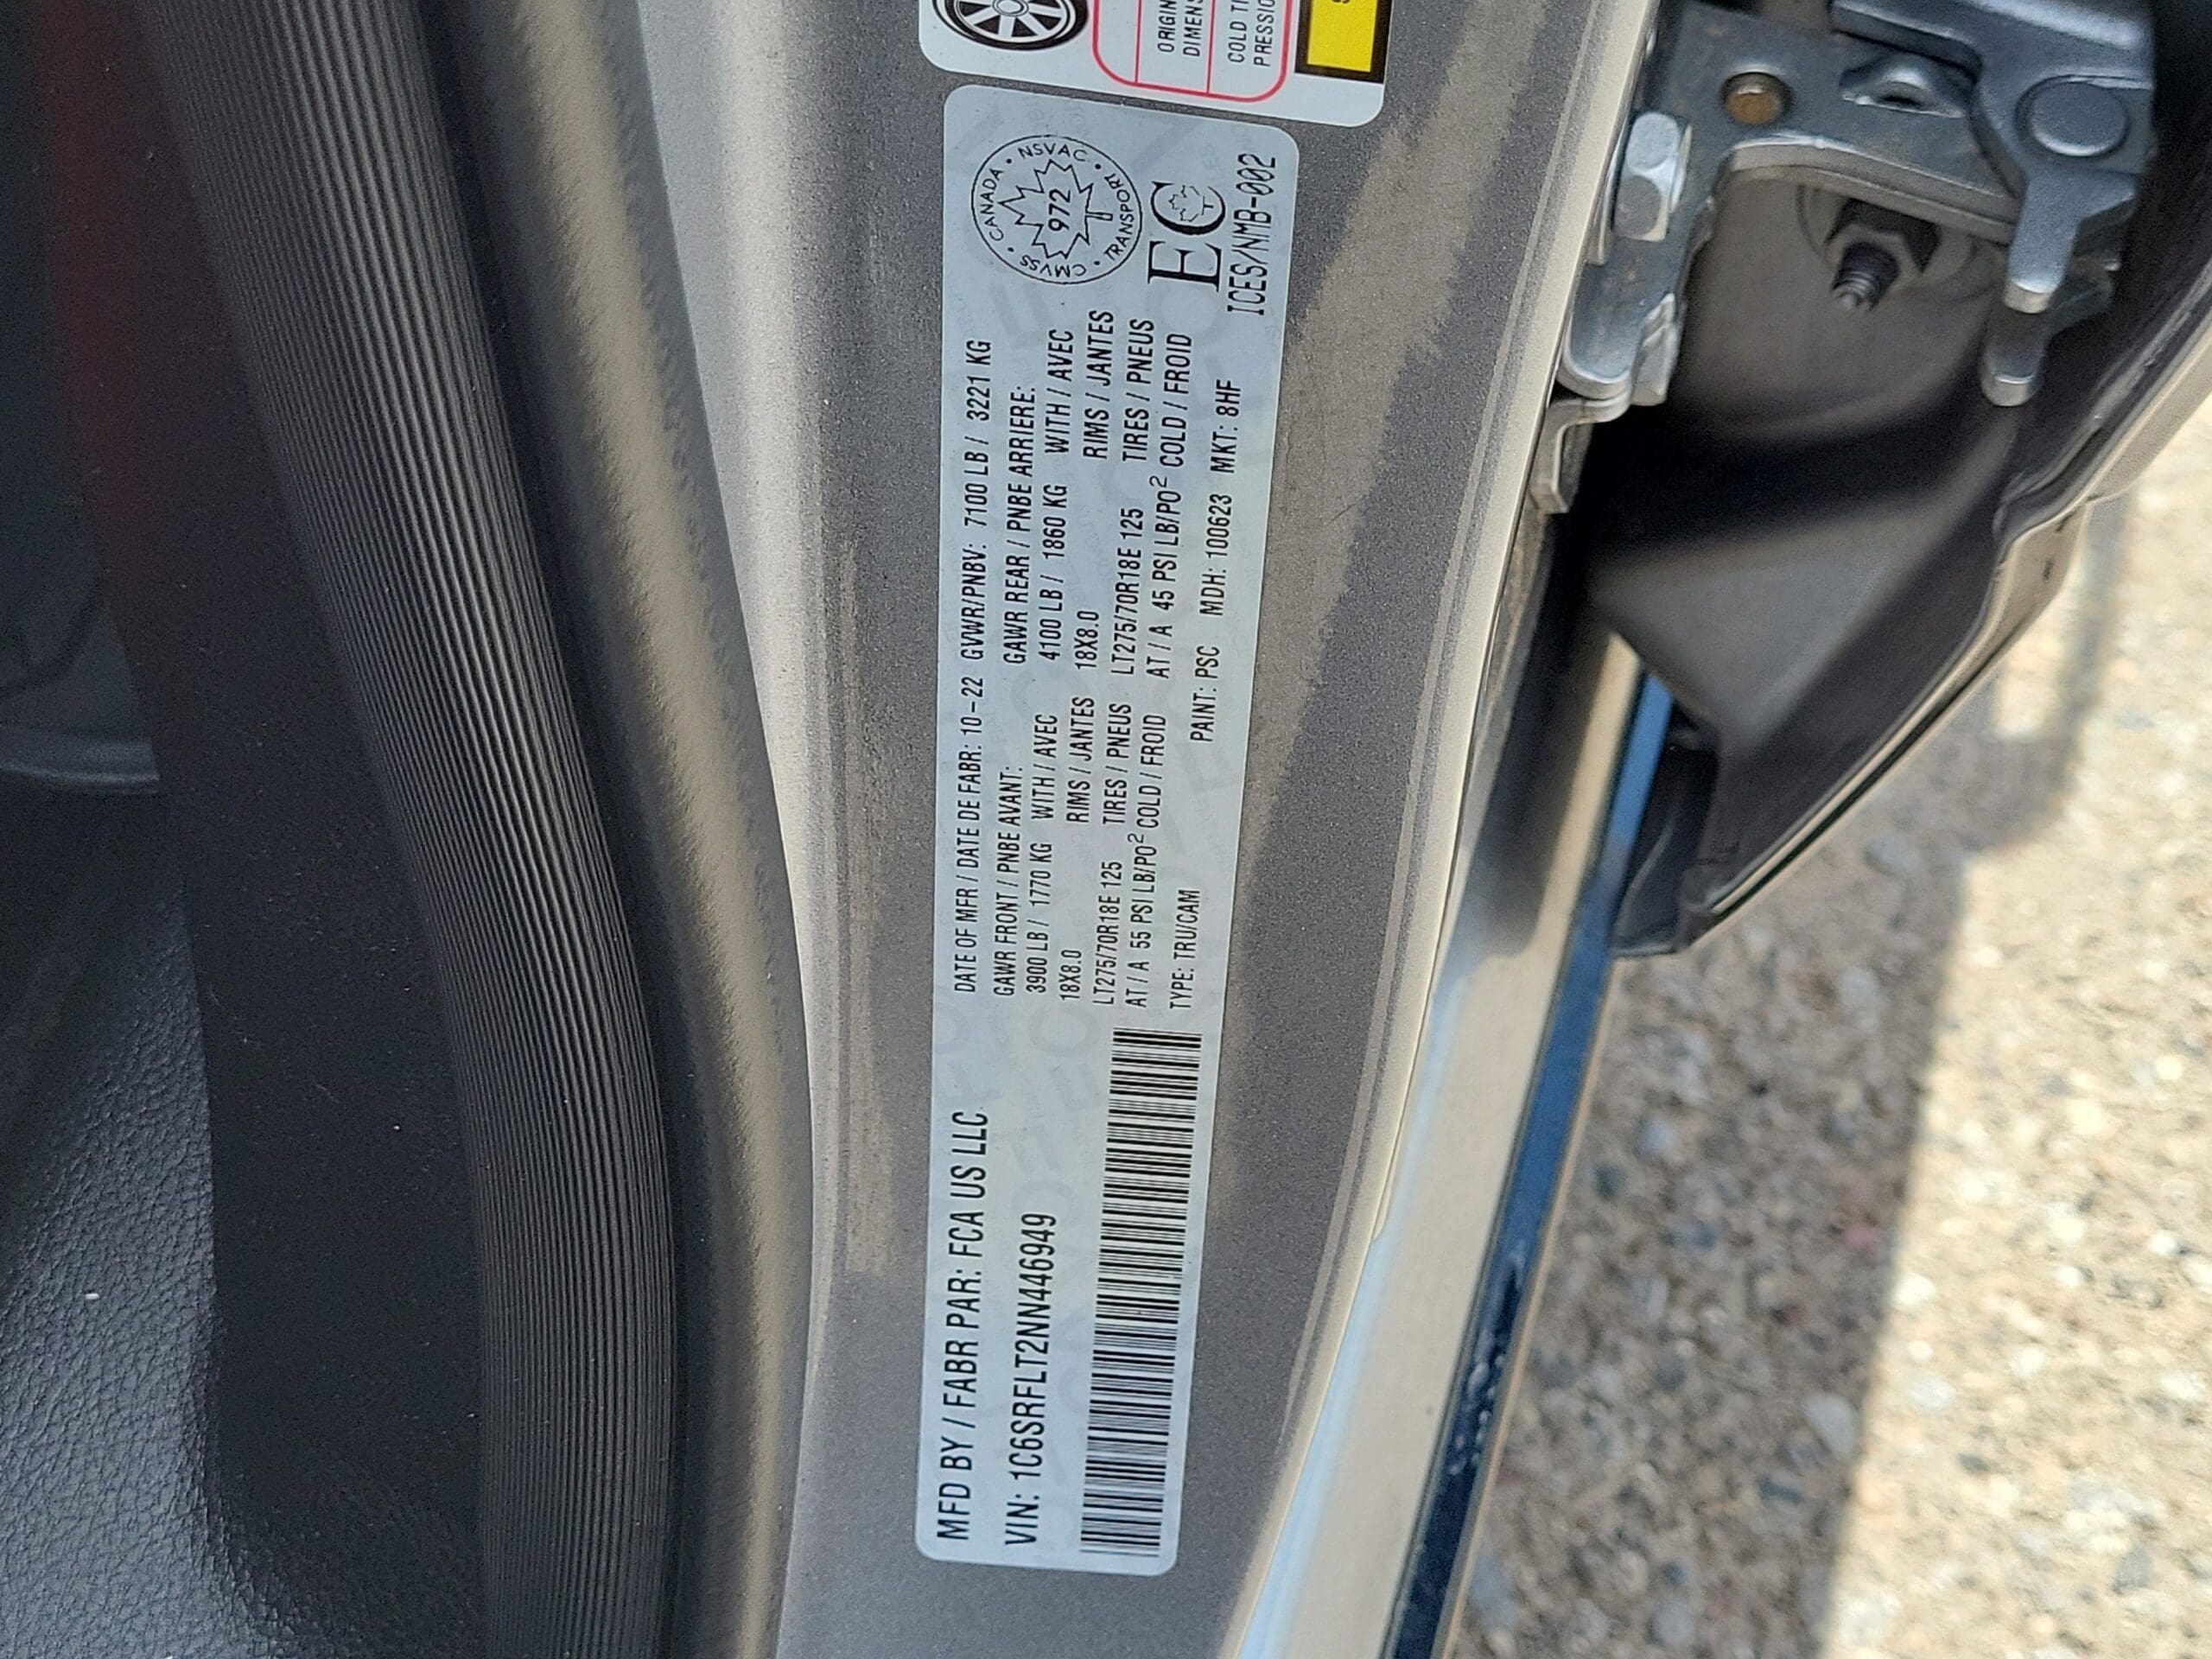 MFD BY / FABR PAR: FCA US LLC
VIN: 1C6SRFLT2NN446949
DATE OF MFR / DATE DE FABR: 10-22 GVWR/PNBV: 7100 LB / 3221 KG
GAWR FRONT / PNBE AVANT: GAWR REAR / PNBE ARRIERE:
3900 LB / 1770 KG WITH / AVEC 4100 LB / 1860 KG WITH / AVEC
18X8.0 RIMS / JANTES 18X8.0 RIMS / JANTES
LT275/70R18E 125 TIRES / PNEUS LT275/70R18E 125 TIRES / PNEUS
AT / A 55 PSI LB/PO² COLD / FROID AT / A 45 PSI LB/PO² COLD / FROID
TYPE: TRU/CAM PAINT: PSC MDH: 100623 MKT: 8HF
CANADA • NSVAC • TRANSPORT • CMVSS •
972
EC
T
ICES/NMB-002
ORIGIN
DIMENS
COLD TI
PRESSIO